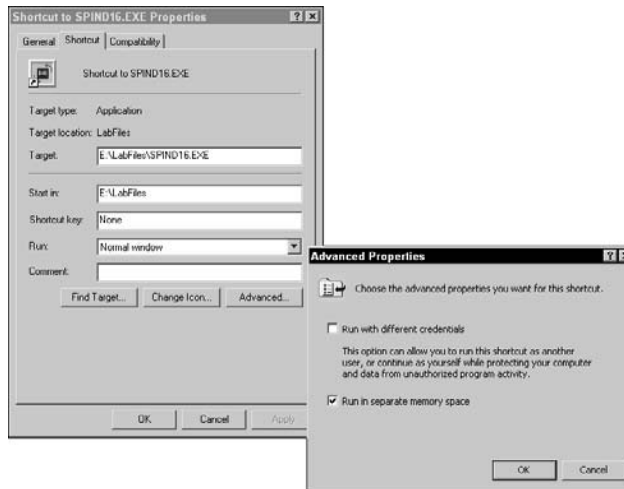 Shortcut to SPIND16.EXE Properties
General Shortcut Compatibility
Shortcut to SPIND16.EXE
Target type: Application
Target location: LabFiles
Target: E:\LabFiles\SPIND16.EXE
Start in: E:\LabFiles
Shortcut key: None
Run: Normal window
Comment:
Find Target... Change Icon... Advanced...
OK Cancel Apply
Advanced Properties
Choose the advanced properties you want for this shortcut.
Run with different credentials
This option can allow you to run this shortcut as another
user, or continue as yourself while protecting your computer
and data from unauthorized program activity.
Run in separate memory space
OK Cancel